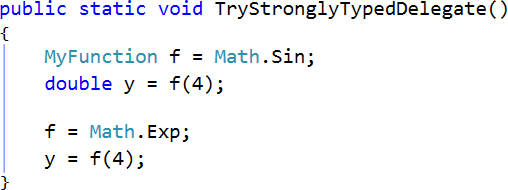 public static void TryStronglyTypedDelegate()
{
MyFunction f = Math.Sin;
double y = f(4);
f = Math.Exp;
y = f(4);
}